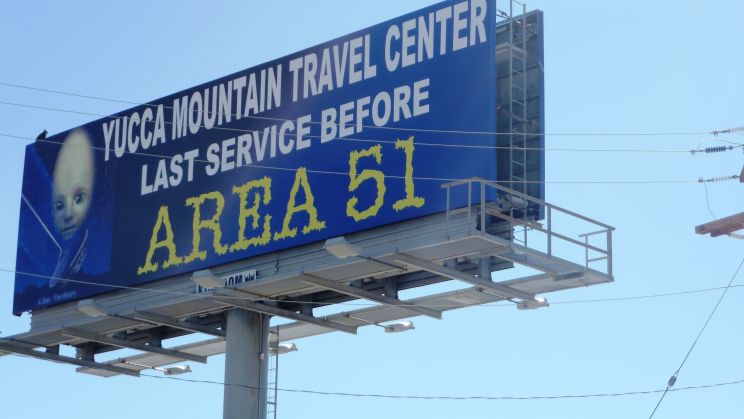 YUCCA MOUNTAIN TRAVEL CENTER
LAST SERVICE BEFORE
AREA 51